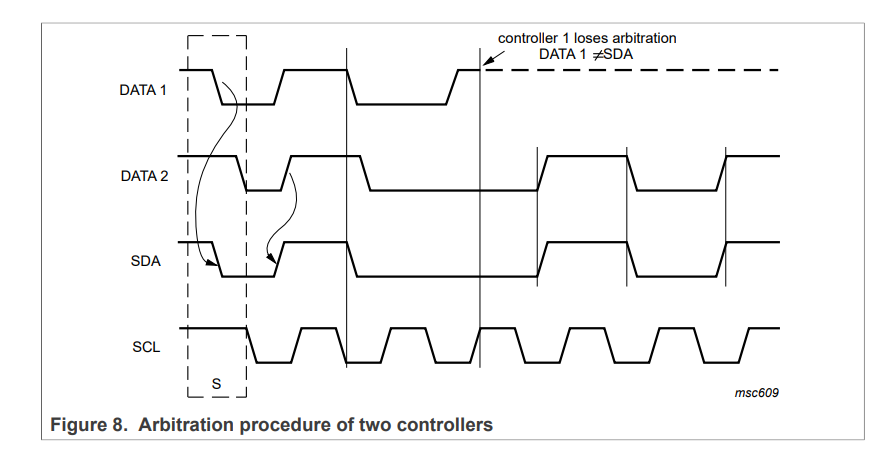 controller 1 loses arbitration
DATA 1 ≠SDA
DATA 1
DATA 2
SDA
SCL
S
msc609
Figure 8. Arbitration procedure of two controllers